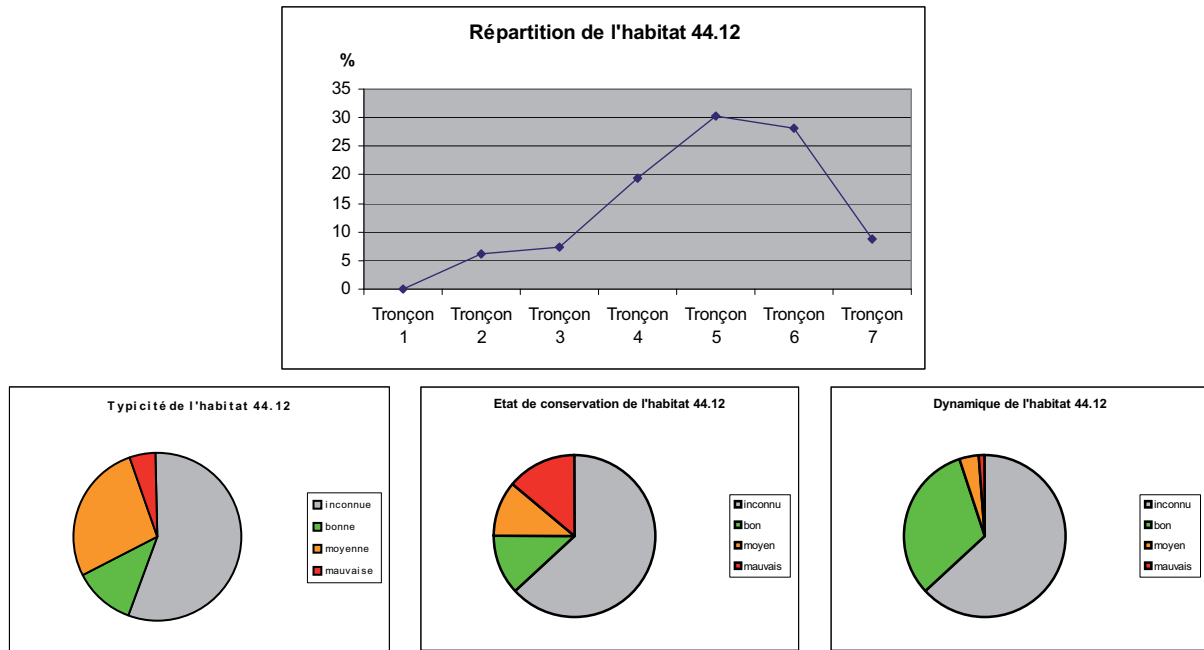 Répartition de l'habitat 44.12
%
35
30
25
20
15
10
5
0
Tronçon 1
Tronçon 2
Tronçon 3
Tronçon 4
Tronçon 5
Tronçon 6
Tronçon 7
Typicité de l'habitat 44.12
inconnue
bonne
moyenne
mauvaise
Etat de conservation de l'habitat 44.12
inconnu
bon
moyen
mauvais
Dynamique de l'habitat 44.12
inconnu
bon
moyen
mauvais